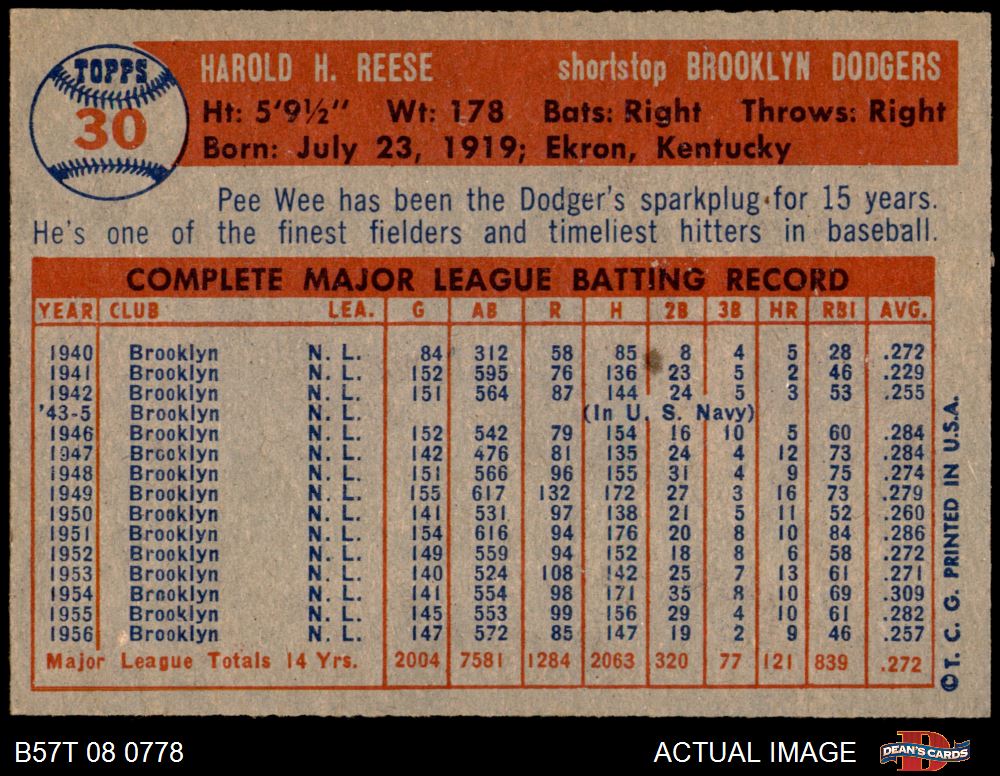 TOPPS
30
HAROLD H. REESE shortstop BROOKLYN DODGERS
Ht: 5'9½" Wt: 178 Bats: Right Throws: Right
Born: July 23, 1919; Ekron, Kentucky
Pee Wee has been the Dodger's sparkplug for 15 years.
He's one of the finest fielders and timeliest hitters in baseball.
COMPLETE MAJOR LEAGUE BATTING RECORD
YEAR CLUB LEA. G AB R H 2B 3B HR RBI AVG.
1940 Brooklyn N. L. 84 312 58 85 8 4 5 28 .272
1941 Brooklyn N. L. 152 595 76 136 23 5 2 46 .229
1942 Brooklyn N. L. 151 564 87 144 24 5 3 53 .255
'43-5 Brooklyn N. L. (In U. S. Navy)
1946 Brooklyn N. L. 152 542 79 154 16 10 5 60 .284
1947 Brooklyn N. L. 142 476 81 135 24 4 12 73 .284
1948 Brooklyn N. L. 151 566 96 155 31 4 9 75 .274
1949 Brooklyn N. L. 155 617 132 172 27 3 16 73 .279
1950 Brooklyn N. L. 141 531 97 138 21 5 11 52 .260
1951 Brooklyn N. L. 154 616 94 176 20 8 10 84 .286
1952 Brooklyn N. L. 149 559 94 152 18 8 6 58 .272
1953 Brooklyn N. L. 140 524 108 142 25 7 13 61 .271
1954 Brooklyn N. L. 141 554 98 171 35 8 10 69 .309
1955 Brooklyn N. L. 145 553 99 156 29 4 10 61 .282
1956 Brooklyn N. L. 147 572 85 147 19 2 9 46 .257
Major League Totals 14 Yrs. 2004 7581 1284 2063 320 77 121 839 .272
© T. C. G. PRINTED IN U.S.A.
B57T 08 0778 ACTUAL IMAGE
D
DEAN'S CARDS